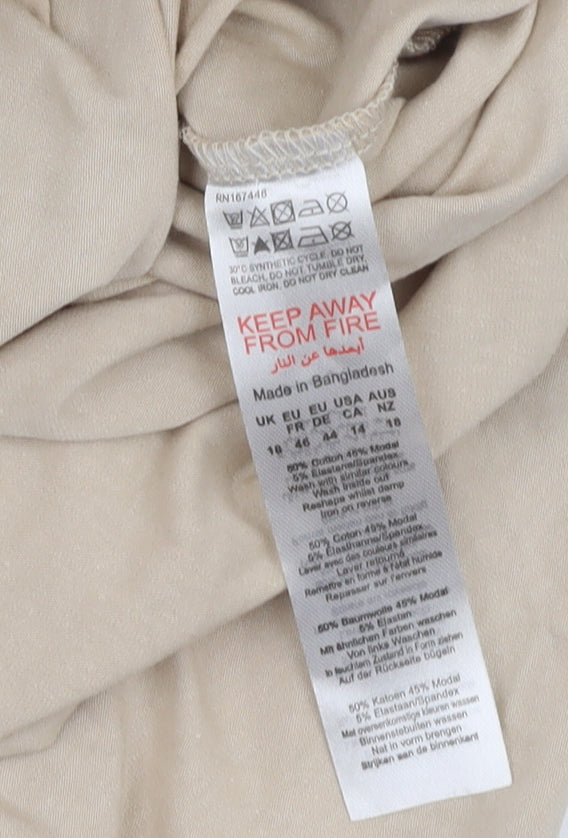 RN167446
30°C SYNTHETIC CYCLE, DO NOT
BLEACH, DO NOT TUMBLE DRY,
COOL IRON, DO NOT DRY CLEAN
KEEP AWAY
FROM FIRE
أبعدها عن النار
Made in Bangladesh
UK EU EU USA AUS
FR DE CA NZ
18 46 44 14 18
50% Cotton 45% Modal
5% Elastane/Spandex
Wash with similar colours
Wash inside out
Reshape whilst damp
Iron on reverse
50% Coton 45% Modal
5% Elasthanne/Spandex
Laver avec des couleurs similaires
Laver retourné
Remettre en forme à l'état humide
Repasser sur l'envers
50% Baumwolle 45% Modal
5% Elastan
Mit ähnlichen Farben waschen
Von links Waschen
In feuchtem Zustand in Form ziehen
Auf der Rückseite bügeln
50% Katoen 45% Modal
5% Elastaan/Spandex
Met overeenkomstige kleuren wassen
Binnenstebuiten wassen
Nat in vorm brengen
Strijken aan de binnenkant